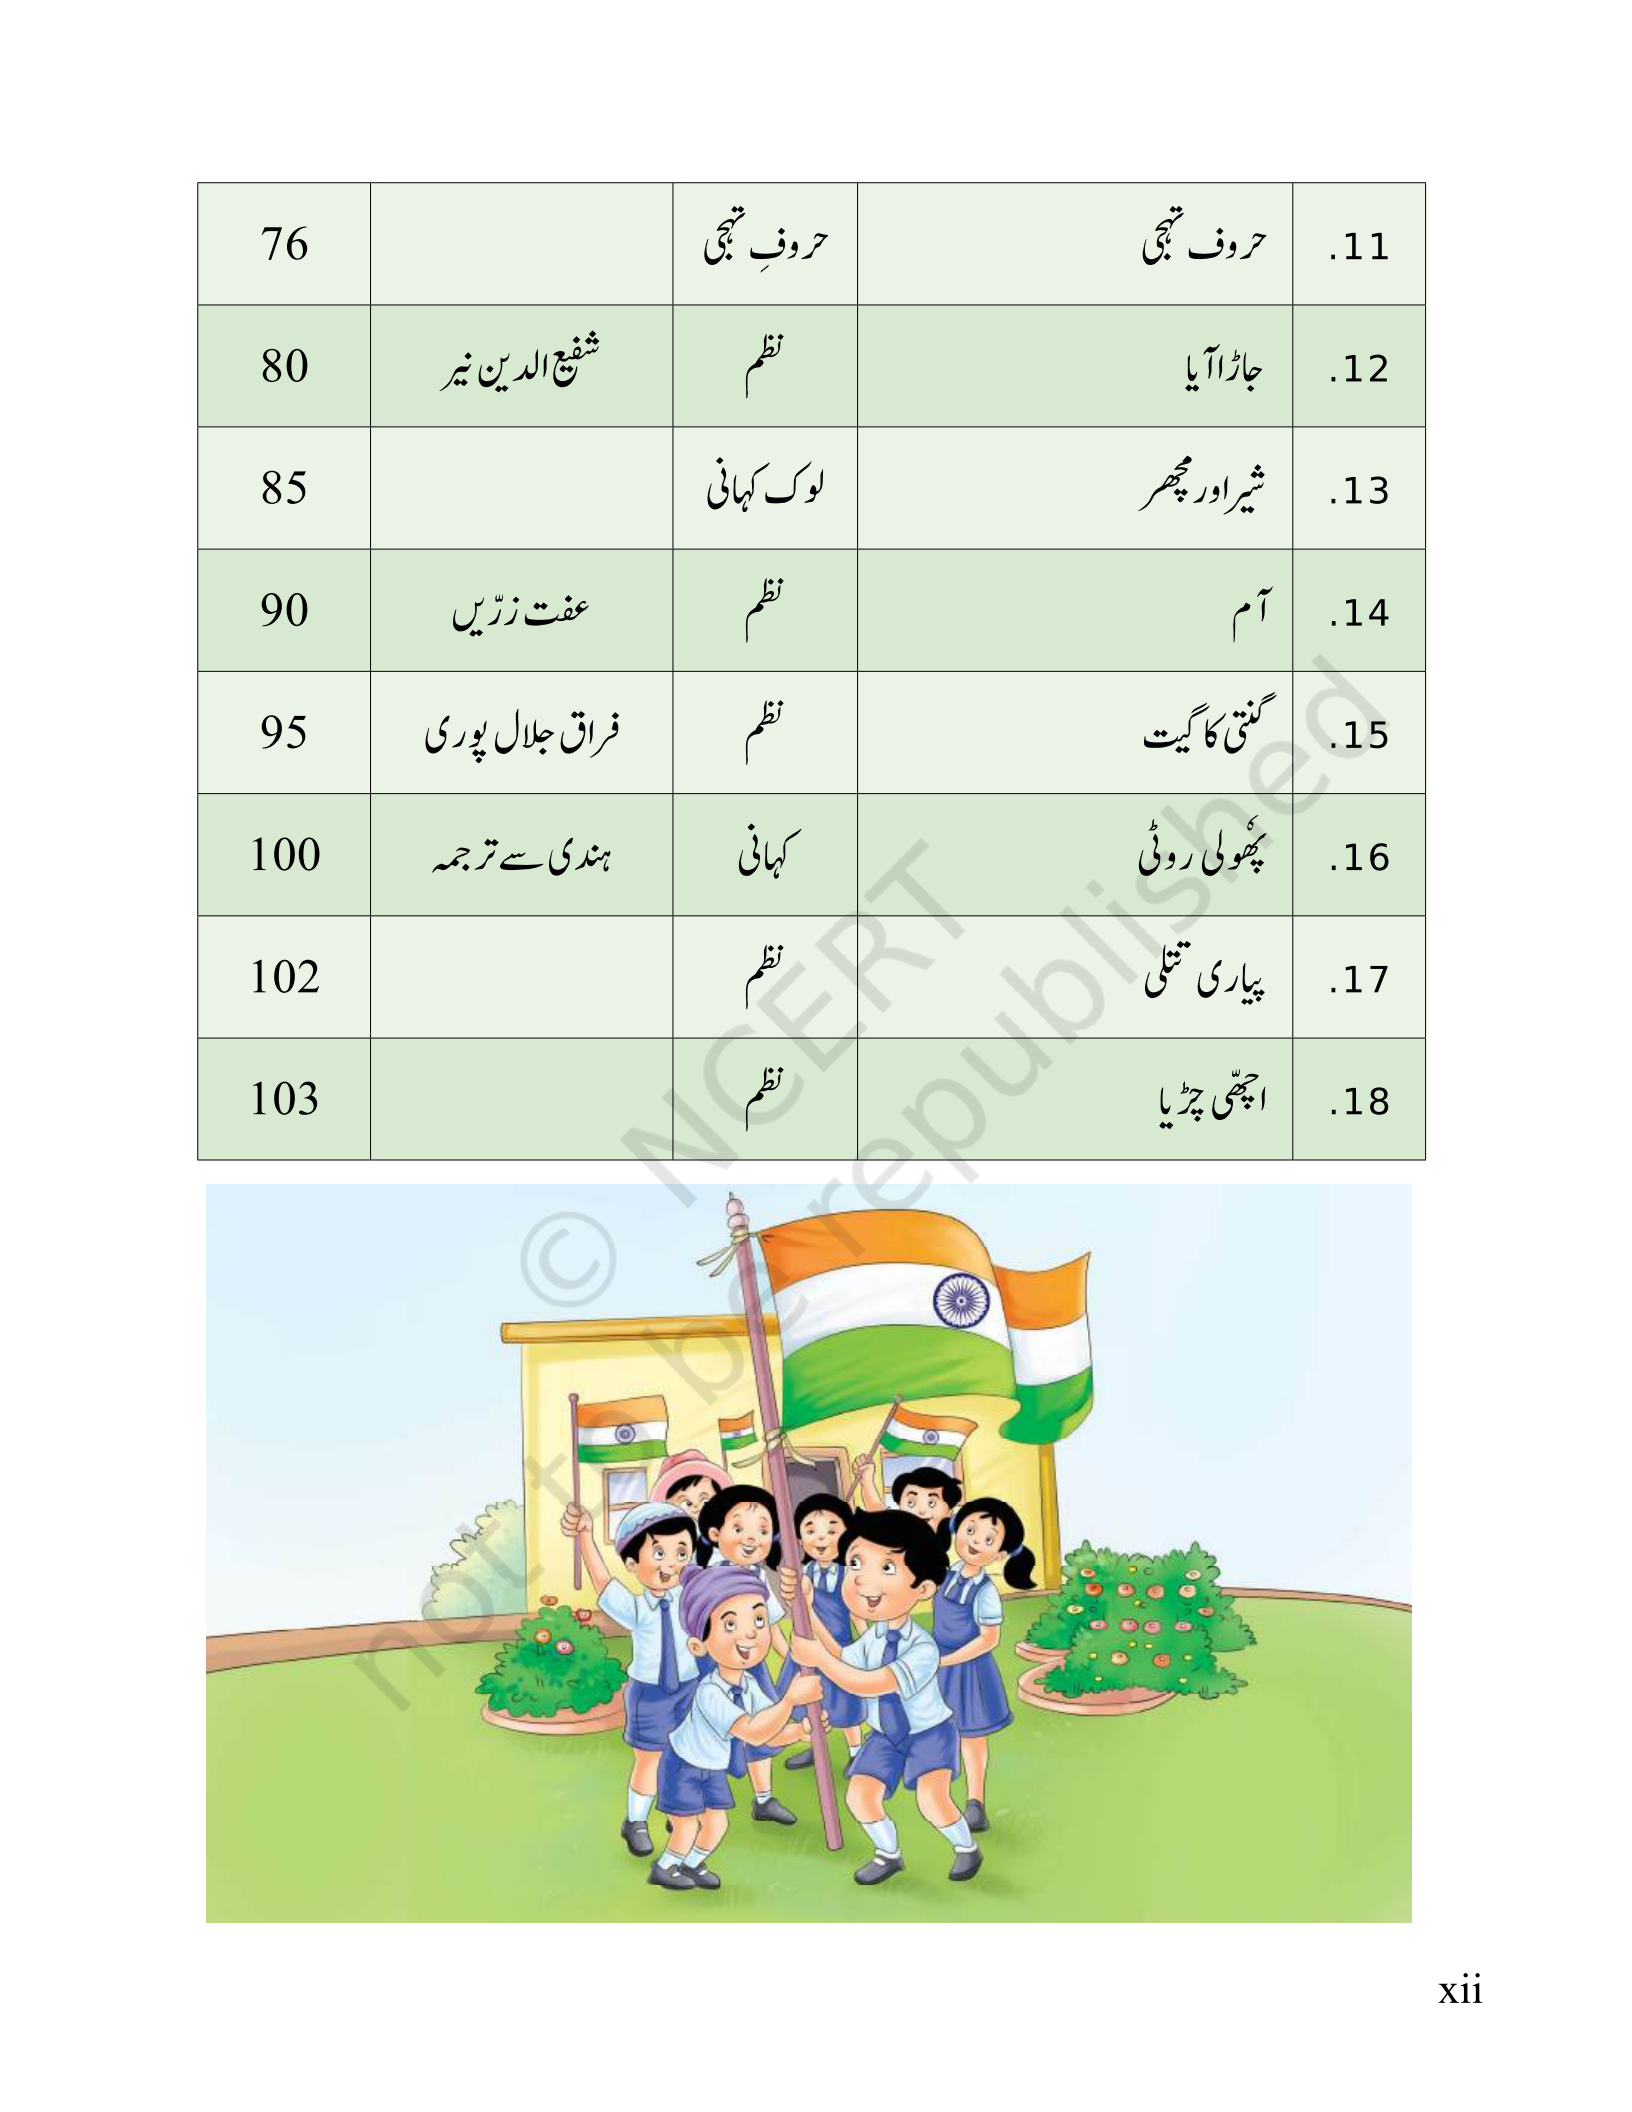 11. حروف تہجی حروفِ تہجی 76
12. جاڑا آیا نظم شفیع الدین نیر 80
13. شیر اور مچھر لوک کہانی 85
14. آم نظم عفت زرّیں 90
15. گنتی کا گیت نظم فراق جلال پوری 95
16. پھٗولی روٹی کہانی ہندی سے ترجمہ 100
17. پیاری تتلی نظم 102
18. اچھّی چڑیا نظم 103
© NCERT
not to be republished
xii